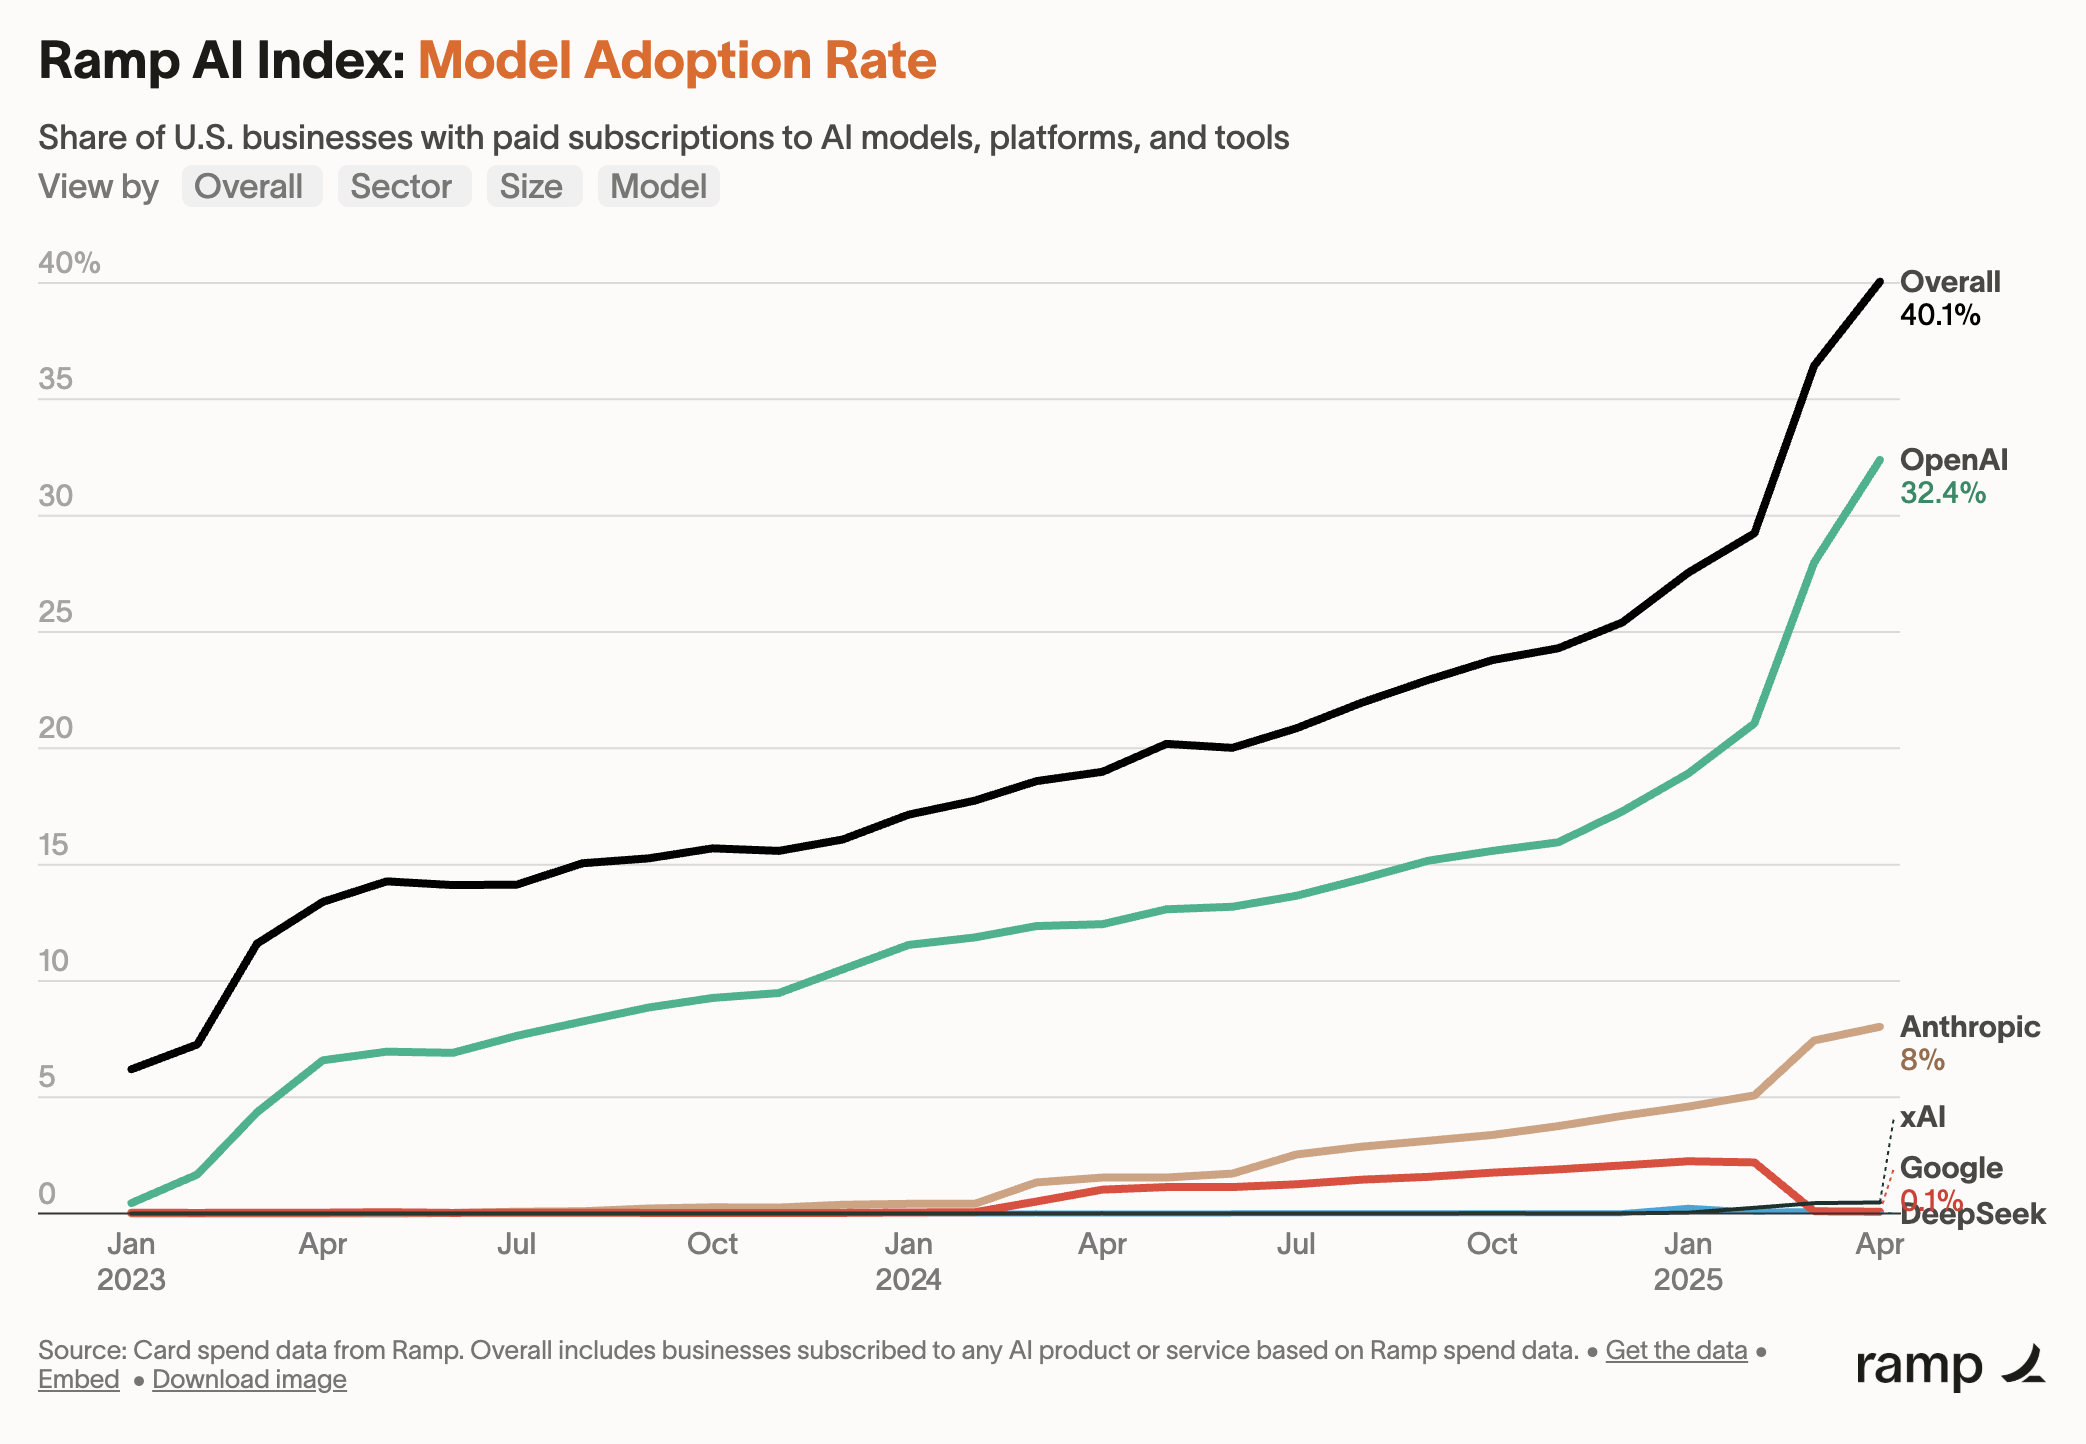 Ramp AI Index: Model Adoption Rate
Share of U.S. businesses with paid subscriptions to AI models, platforms, and tools
View by Overall Sector Size Model
40%
35
30
25
20
15
10
5
0
Overall
40.1%
OpenAI
32.4%
Anthropic
8%
xAI
Google
0.1%
DeepSeek
Jan Apr Jul Oct Jan Apr Jul Oct Jan Apr
2023 2024 2025
Source: Card spend data from Ramp. Overall includes businesses subscribed to any AI product or service based on Ramp spend data. • Get the data •
Embed • Download image
ramp